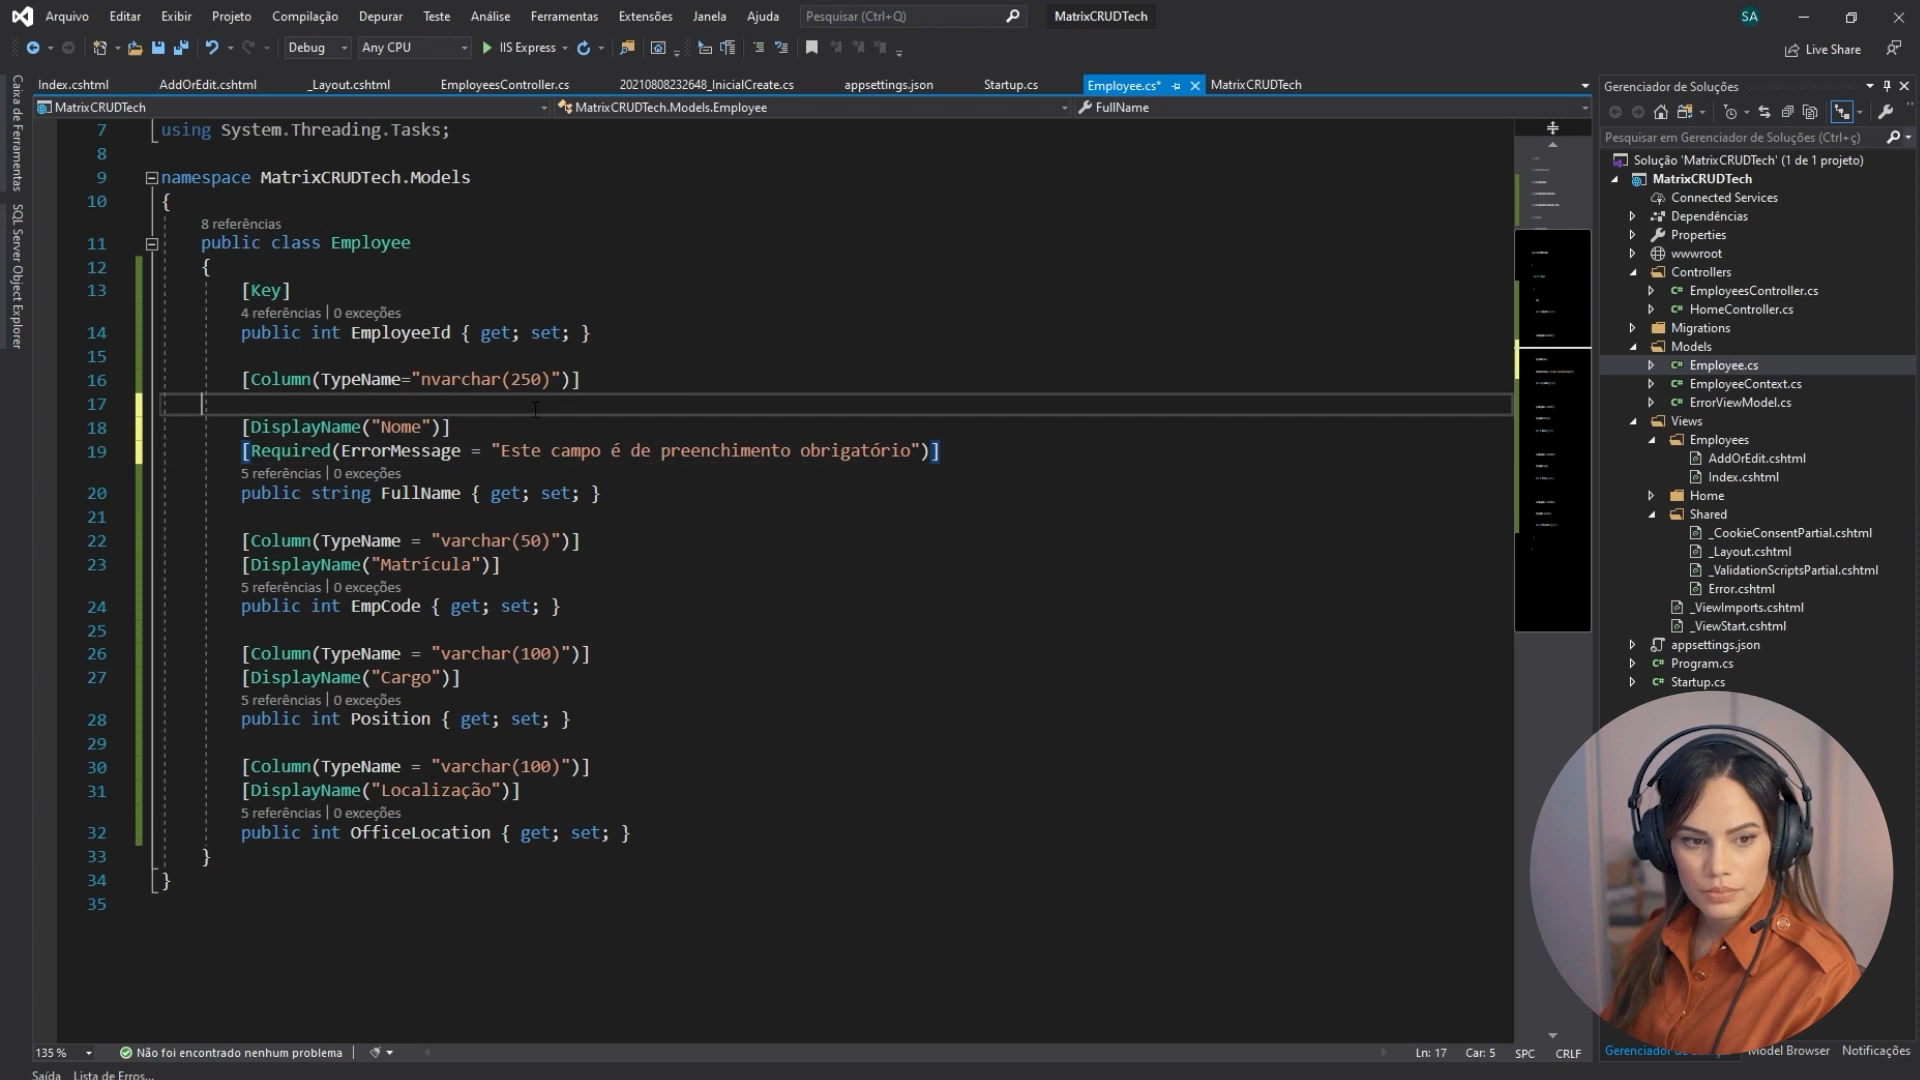 Arquivo Editar Exibir Projeto Compilação Depurar Teste Análise Ferramentas Extensões Janela Ajuda Pesquisar (Ctrl+Q) MatrixCRUDTech SA
Debug Any CPU IIS Express Live Share
Index.cshtml AddOrEdit.cshtml _Layout.cshtml EmployeesController.cs 20210808232648_InicialCreate.cs appsettings.json Startup.cs Employee.cs* MatrixCRUDTech
MatrixCRUDTech MatrixCRUDTech.Models.Employee FullName
Caixa de Ferramentas
SQL Server Object Explorer
7 using System.Threading.Tasks;
8
9 namespace MatrixCRUDTech.Models
10 {
8 referências
11 public class Employee
12 {
13 [Key]
4 referências | 0 exceções
14 public int EmployeeId { get; set; }
15
16 [Column(TypeName="nvarchar(250)")]
17
18 [DisplayName("Nome")]
19 [Required(ErrorMessage = "Este campo é de preenchimento obrigatório")]
5 referências | 0 exceções
20 public string FullName { get; set; }
21
22 [Column(TypeName = "varchar(50)")]
23 [DisplayName("Matrícula")]
5 referências | 0 exceções
24 public int EmpCode { get; set; }
25
26 [Column(TypeName = "varchar(100)")]
27 [DisplayName("Cargo")]
5 referências | 0 exceções
28 public int Position { get; set; }
29
30 [Column(TypeName = "varchar(100)")]
31 [DisplayName("Localização")]
5 referências | 0 exceções
32 public int OfficeLocation { get; set; }
33 }
34 }
35
135 % Não foi encontrado nenhum problema Ln: 17 Car: 5 SPC CRLF
Saída Lista de Erros...
Gerenciador de Soluções
Pesquisar em Gerenciador de Soluções (Ctrl+ç)
Solução 'MatrixCRUDTech' (1 de 1 projeto)
MatrixCRUDTech
Connected Services
Dependências
Properties
wwwroot
Controllers
EmployeesController.cs
HomeController.cs
Migrations
Models
Employee.cs
EmployeeContext.cs
ErrorViewModel.cs
Views
Employees
AddOrEdit.cshtml
Index.cshtml
Home
Shared
_CookieConsentPartial.cshtml
_Layout.cshtml
_ValidationScriptsPartial.cshtml
Error.cshtml
_ViewImports.cshtml
_ViewStart.cshtml
appsettings.json
Program.cs
Startup.cs
Gerenciador Model Browser Notificações